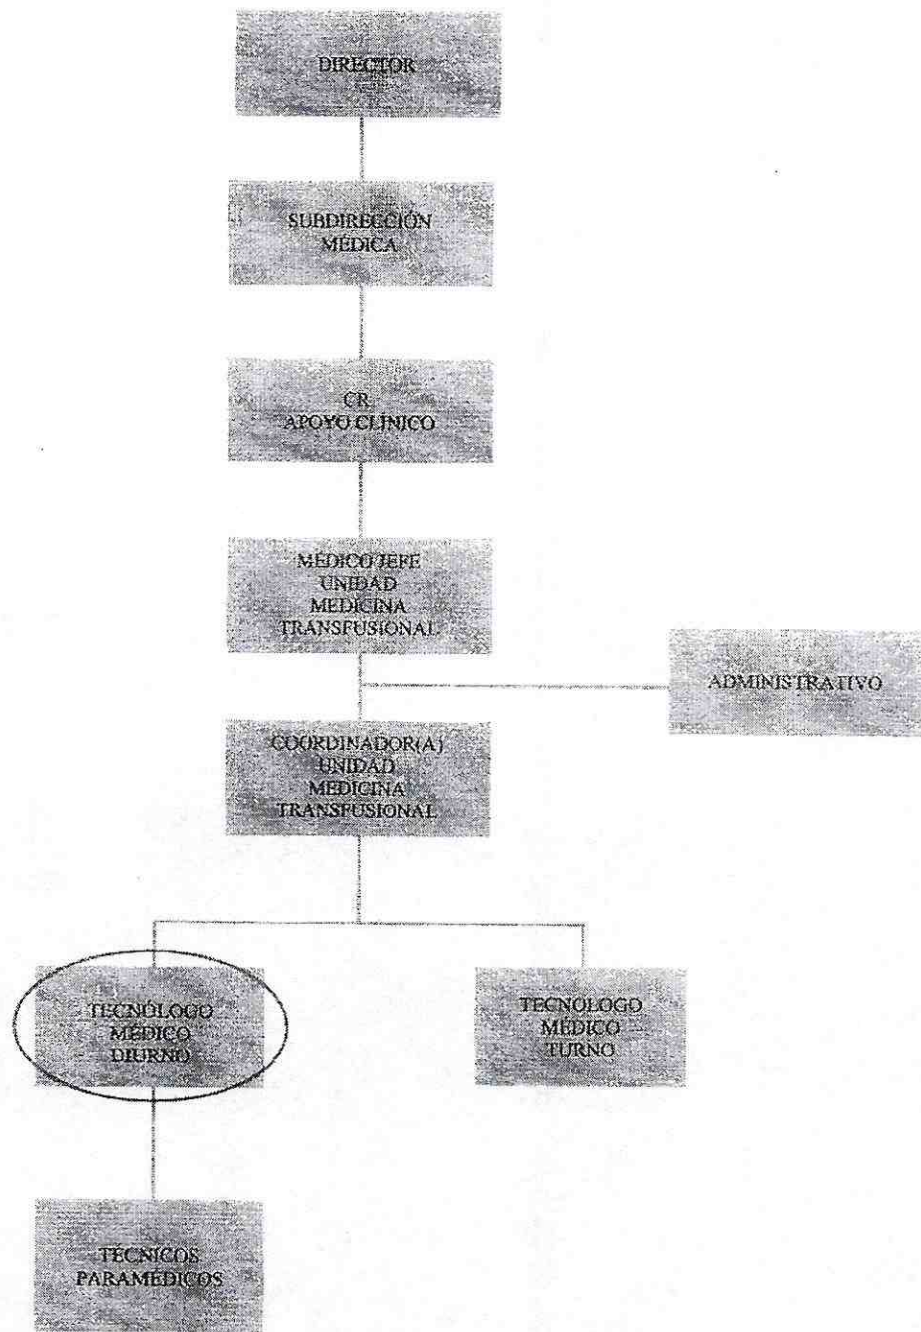 DIRECTOR
SUBDIRECCIÓN
MÉDICA
CR
APOYO CLÍNICO
MÉDICO JEFE
UNIDAD
MEDICINA
TRANSFUSIONAL
ADMINISTRATIVO
COORDINADOR(A)
UNIDAD
MEDICINA
TRANSFUSIONAL
TECNÓLOGO
MÉDICO
DIURNO
TECNOLOGO
MÉDICO
TURNO
TÉCNICOS
PARAMÉDICOS